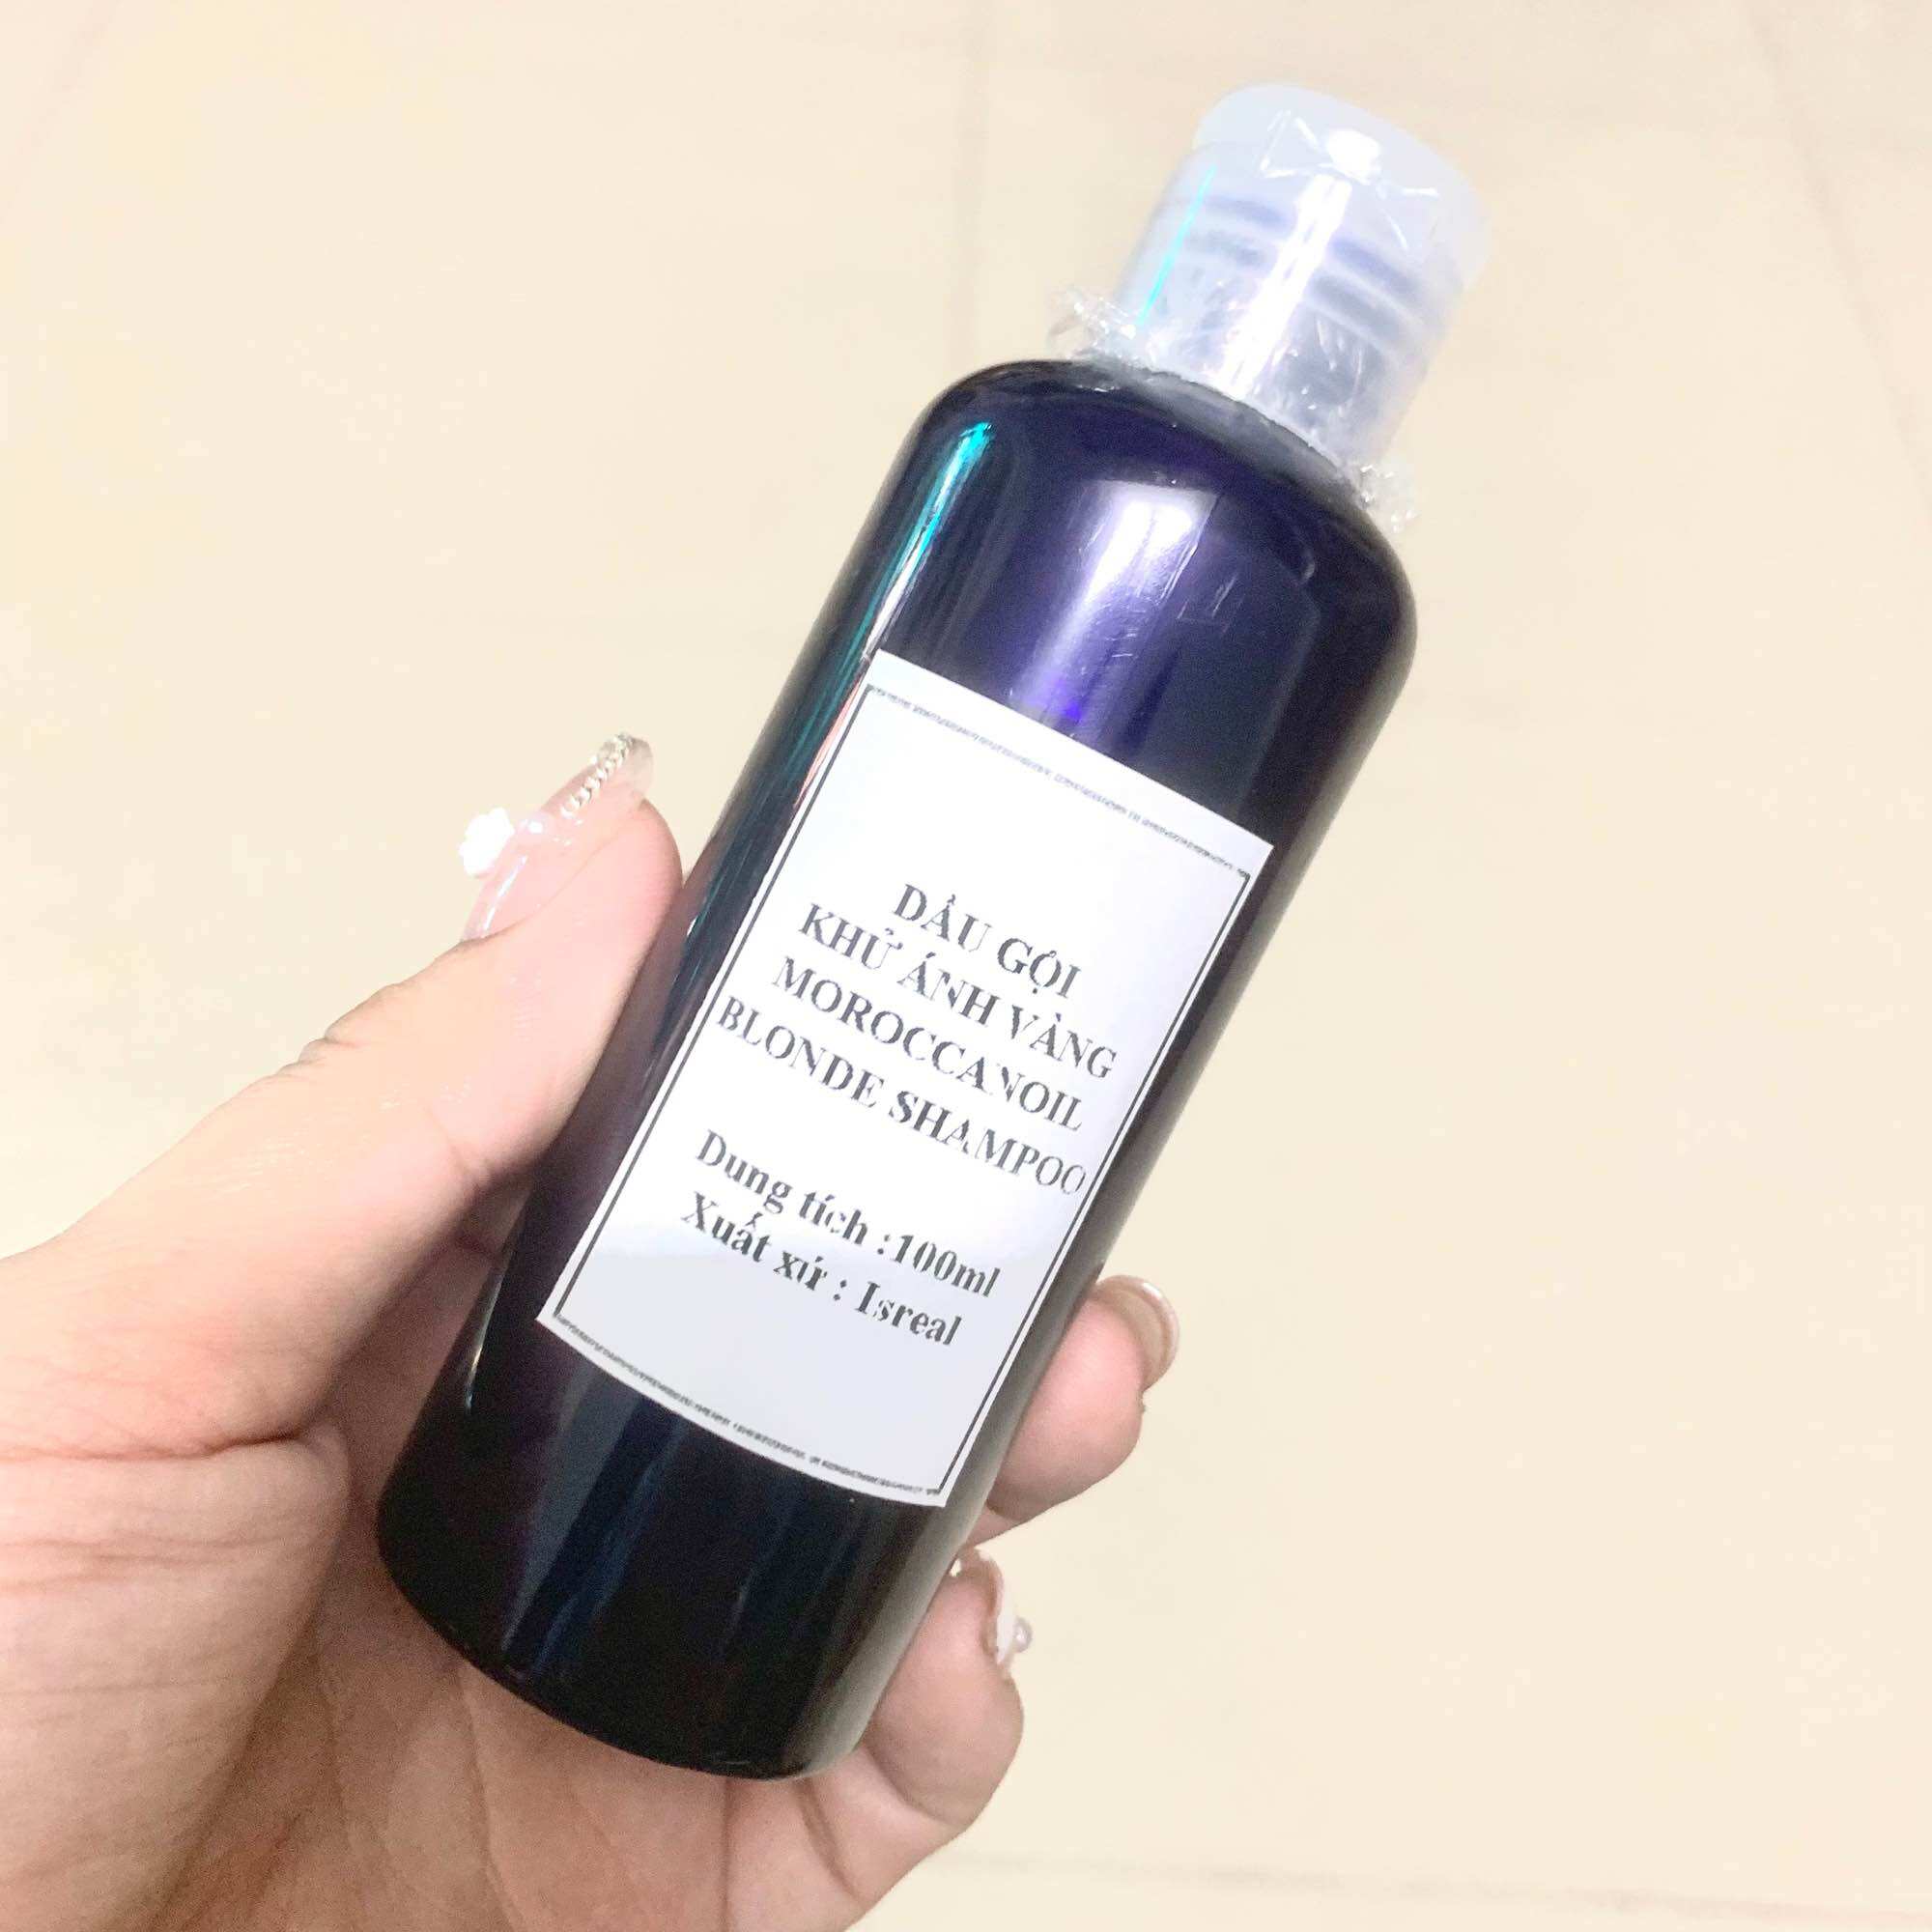 DẦU GỘI
KHỬ ÁNH VÀNG
MOROCCANOIL
BLONDE SHAMPOO
Dung tích :100ml
Xuất xứ : Isreal